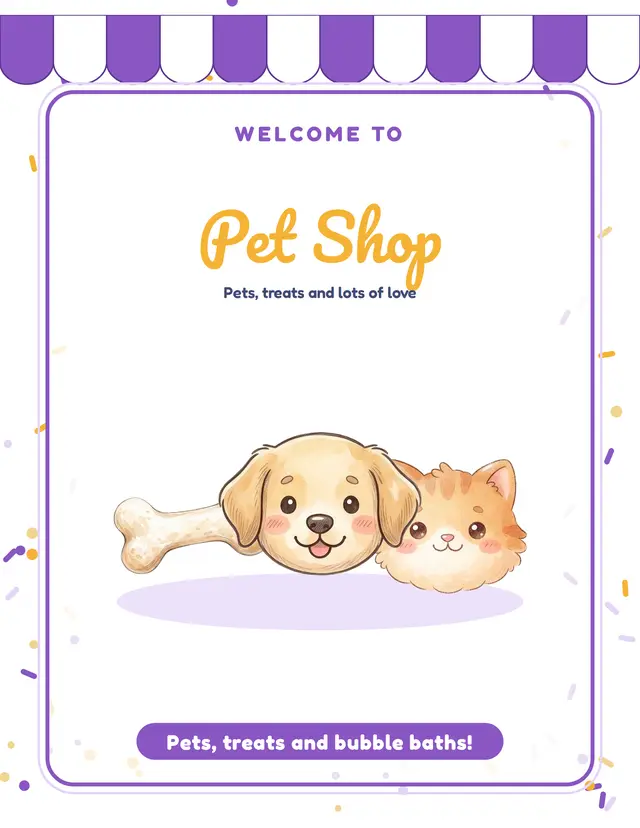 WELCOME TO
Pet Shop
Pets, treats and lots of love
Pets, treats and bubble baths!